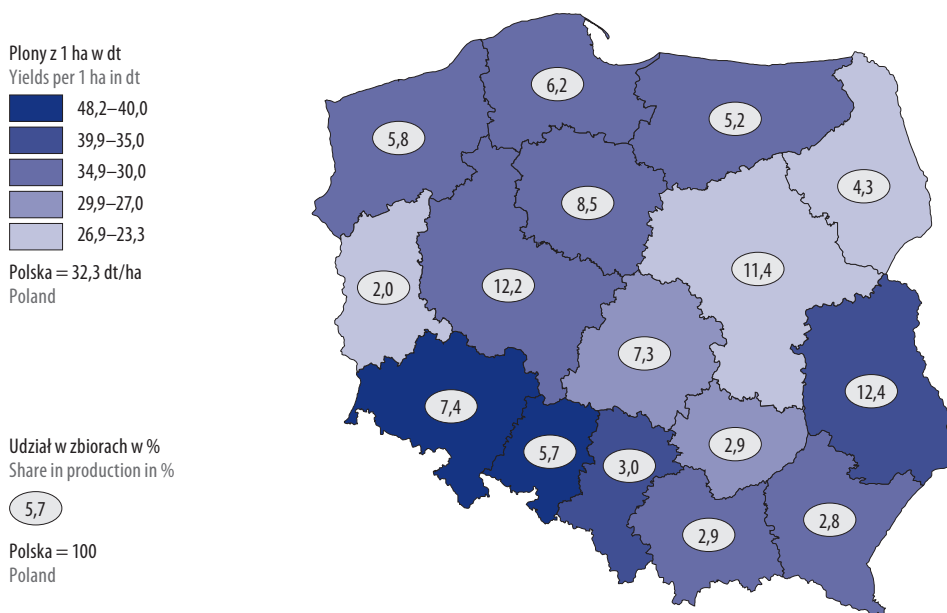 Plony z 1 ha w dt
Yields per 1 ha in dt
48,2–40,0
39,9–35,0
34,9–30,0
29,9–27,0
26,9–23,3
Polska = 32,3 dt/ha
Poland
Udział w zbiorach w %
Share in production in %
5,7
Polska = 100
Poland
6,2
5,2
5,8
4,3
8,5
11,4
2,0
12,2
7,3
12,4
7,4
2,9
5,7
3,0
2,8
2,9